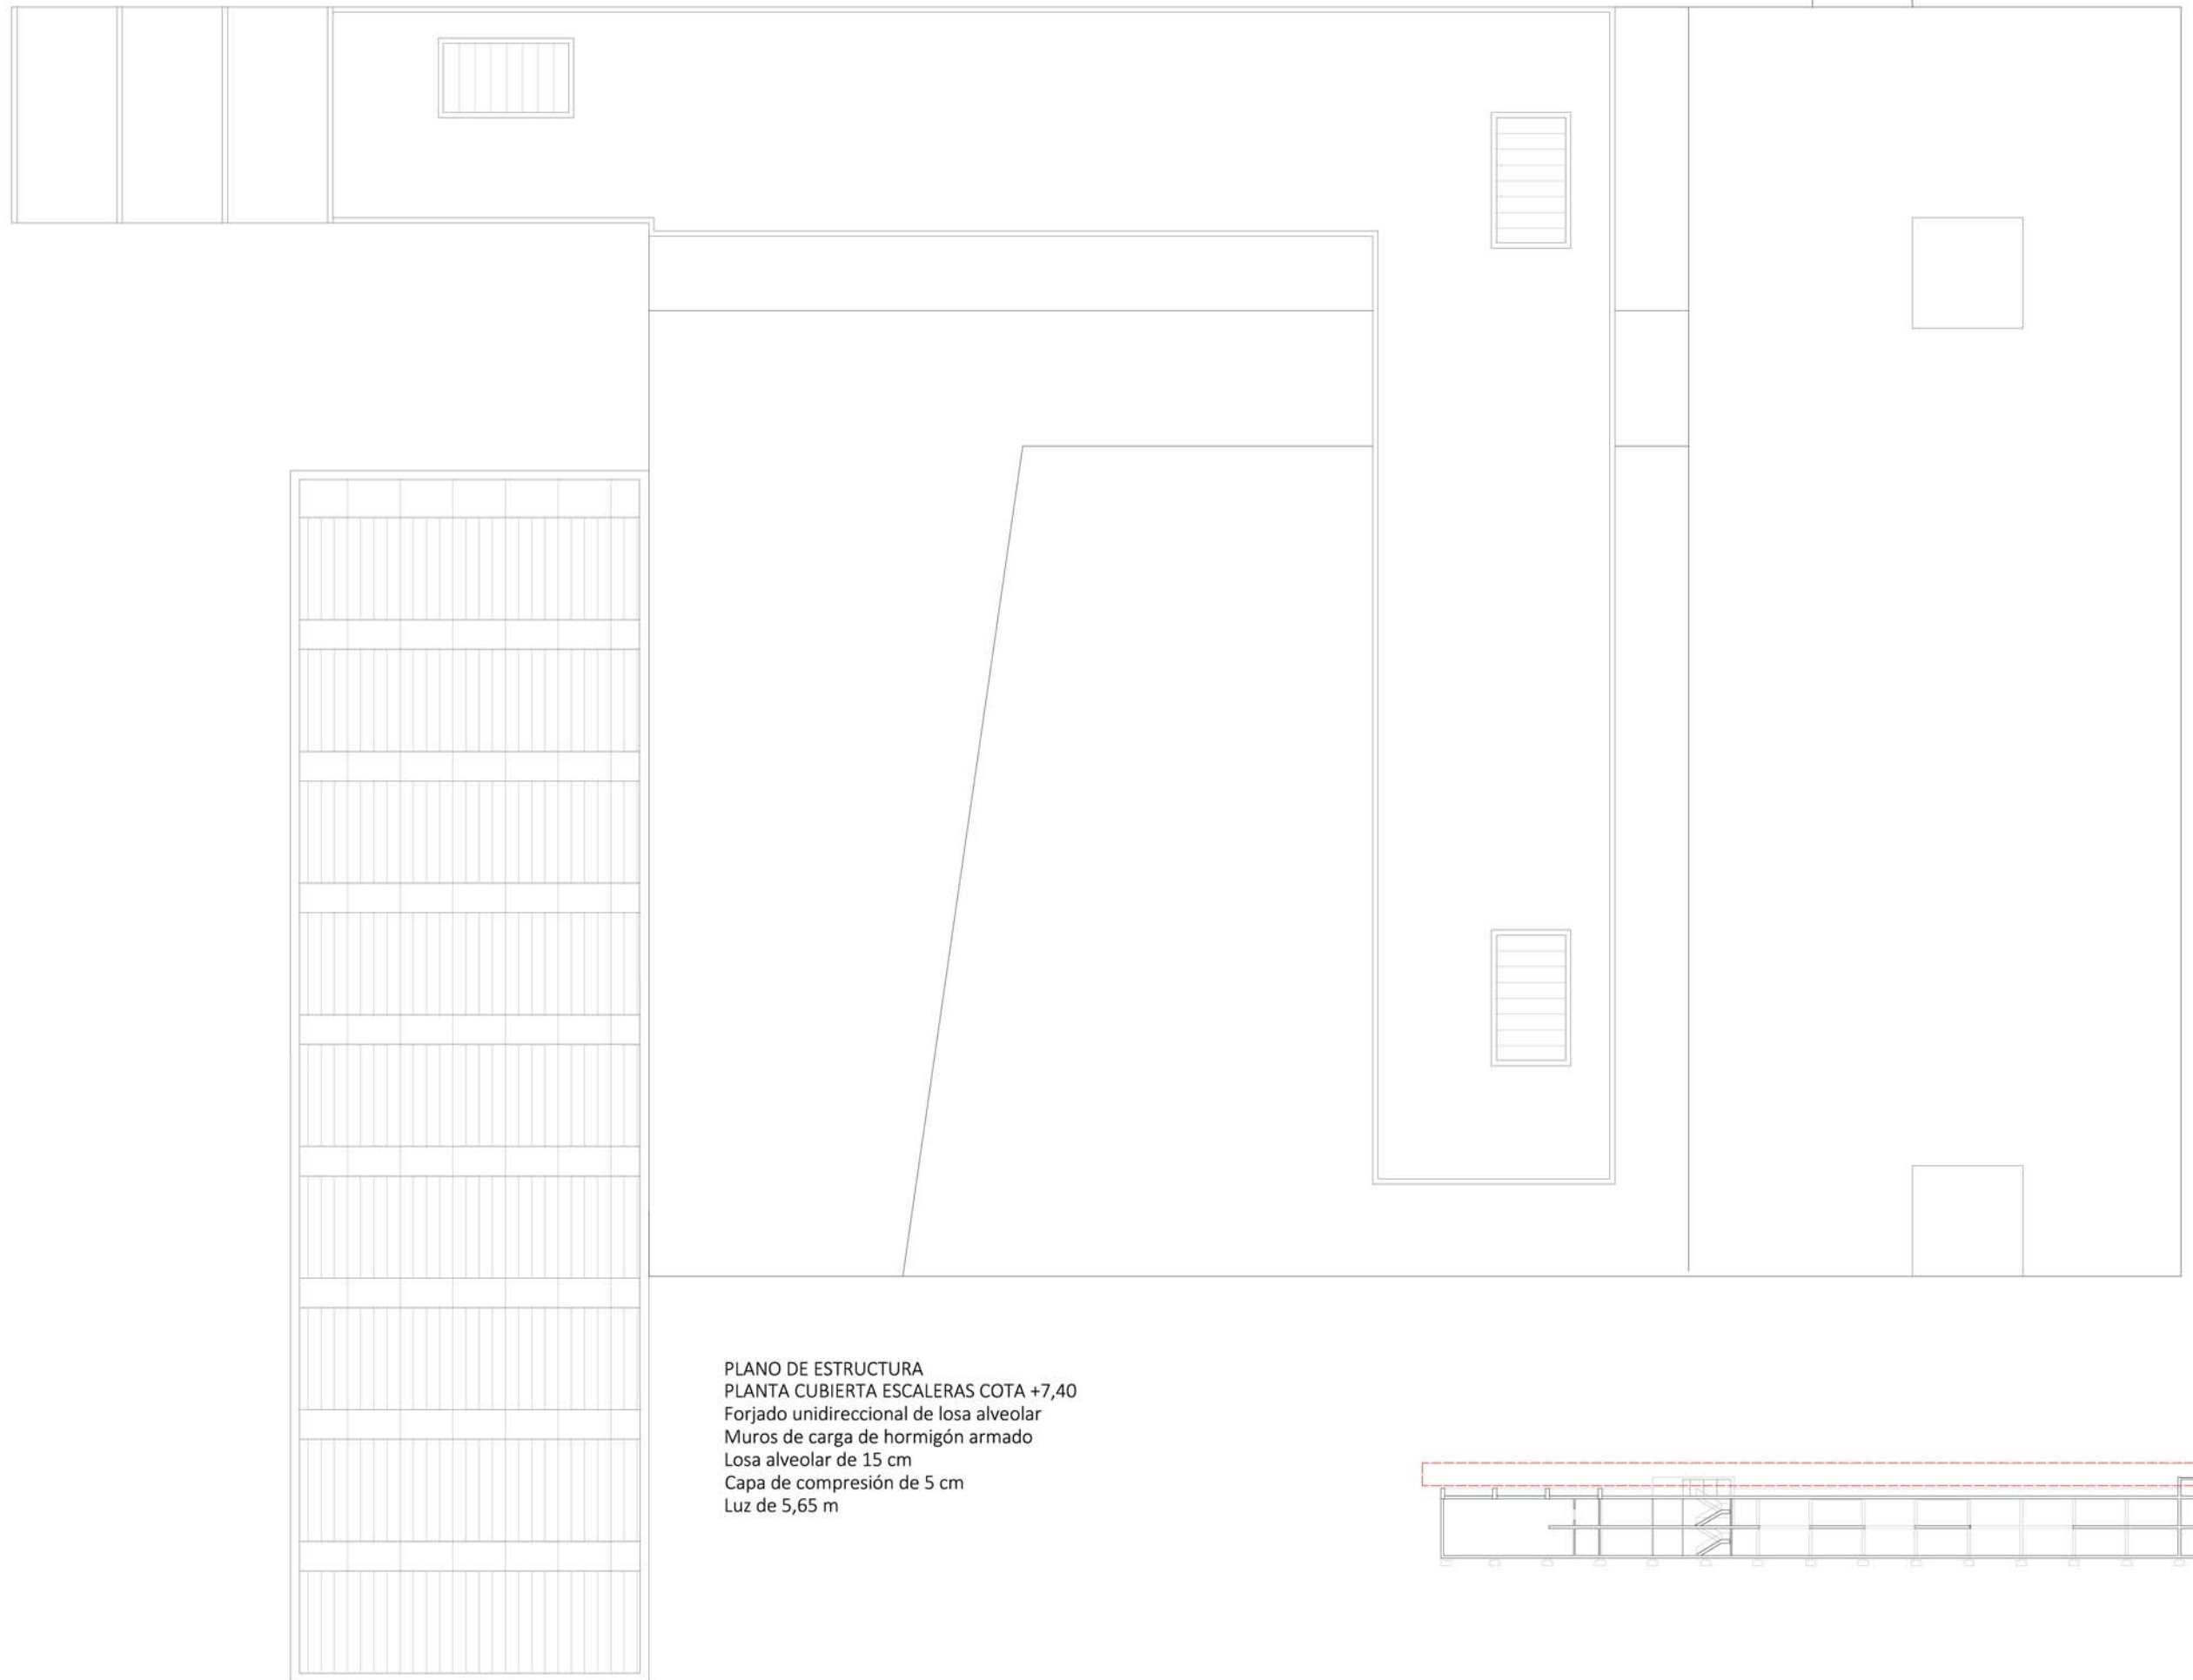 PLANO DE ESTRUCTURA
PLANTA CUBIERTA ESCALERAS COTA +7,40
Forjado unidireccional de losa alveolar
Muros de carga de hormigón armado
Losa alveolar de 15 cm
Capa de compresión de 5 cm
Luz de 5,65 m